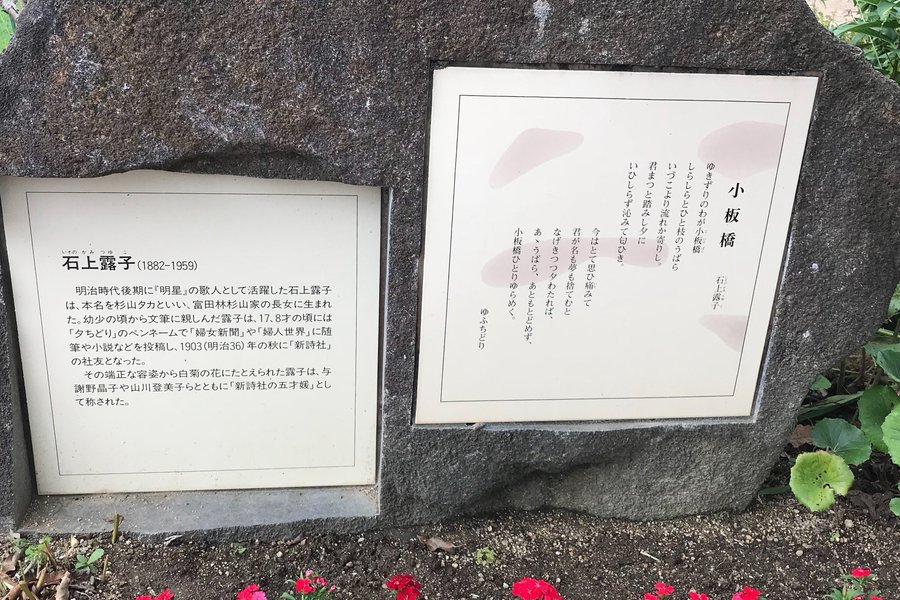 いそのかみつゆこ
石上露子(1882-1959)
明治時代後期に『明星』の歌人として活躍した石上露子
は、本名を杉山タカといい、富田林杉山家の長女に生まれ
た。幼少の頃から文筆に親しんだ露子は、17、8才の頃には
「夕ちどり」のペンネームで「婦女新聞」や「婦人世界」に随
筆や小説などを投稿し、1903(明治36)年の秋に「新詩社」
の社友となった。
その端正な容姿から白菊の花にたとえられた露子は、与
謝野晶子や山川登美子らとともに「新詩社の五才媛」とし
て称された。
小板橋
石上露子
ゆきずりのわが小板橋
しらしらとひと枝のうばら
いづこより流れか寄りし。
君まつと踏みし夕に
いひしらず沁みて匂ひき。
今はとて思ひ痛みて
君が名も夢も捨てむと
なげきつつ夕わたれば、
あゝうばら、あともとどめず、
小板橋ひとりゆらめく。
ゆふちどり